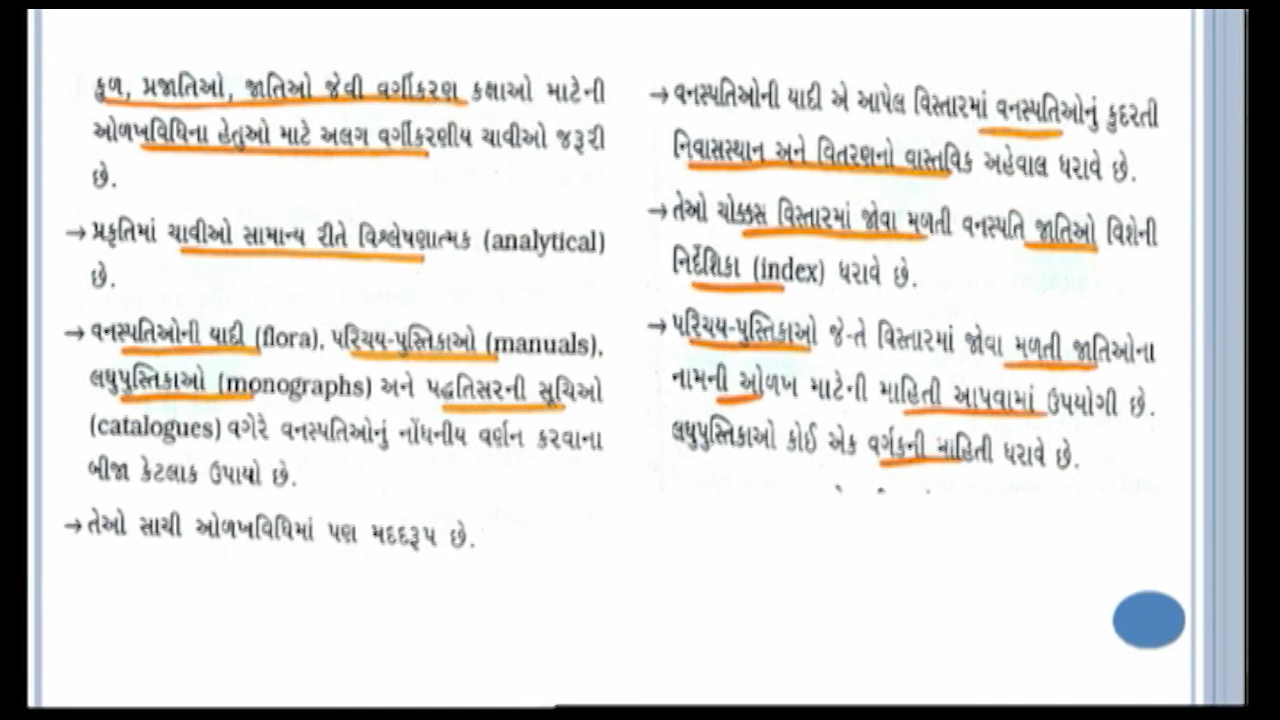 કુળ, પ્રજાતિઓ, જાતિઓ જેવી વર્ગીકરણ કક્ષાઓ માટેની
ઓળખવિધિના હેતુઓ માટે અલગ વર્ગીકરણીય ચાવીઓ જરૂરી
છે.
→ પ્રકૃતિમાં ચાવીઓ સામાન્ય રીતે વિશ્લેષણાત્મક (analytical)
છે.
→ વનસ્પતિઓની યાદી (flora), પરિચય-પુસ્તિકાઓ (manuals),
લઘુપુસ્તિકાઓ (monographs) અને પદ્ધતિસરની સૂચિઓ
(catalogues) વગેરે વનસ્પતિઓનું નોંધનીય વર્ણન કરવાના
બીજા કેટલાક ઉપાયો છે.
→ તેઓ સાચી ઓળખવિધિમાં પણ મદદરૂપ છે.
→ વનસ્પતિઓની યાદી એ આપેલ વિસ્તારમાં વનસ્પતિઓનું કુદરતી
નિવાસસ્થાન અને વિતરણનો વાસ્તવિક અહેવાલ ધરાવે છે.
→ તેઓ ચોક્કસ વિસ્તારમાં જોવા મળતી વનસ્પતિ જાતિઓ વિશેની
નિર્દેશિકા (index) ધરાવે છે.
→ પરિચય-પુસ્તિકાઓ જે-તે વિસ્તારમાં જોવા મળતી જાતિઓના
નામની ઓળખ માટેની માહિતી આપવામાં ઉપયોગી છે.
લઘુપુસ્તિકાઓ કોઈ એક વર્ગકની માહિતી ધરાવે છે.